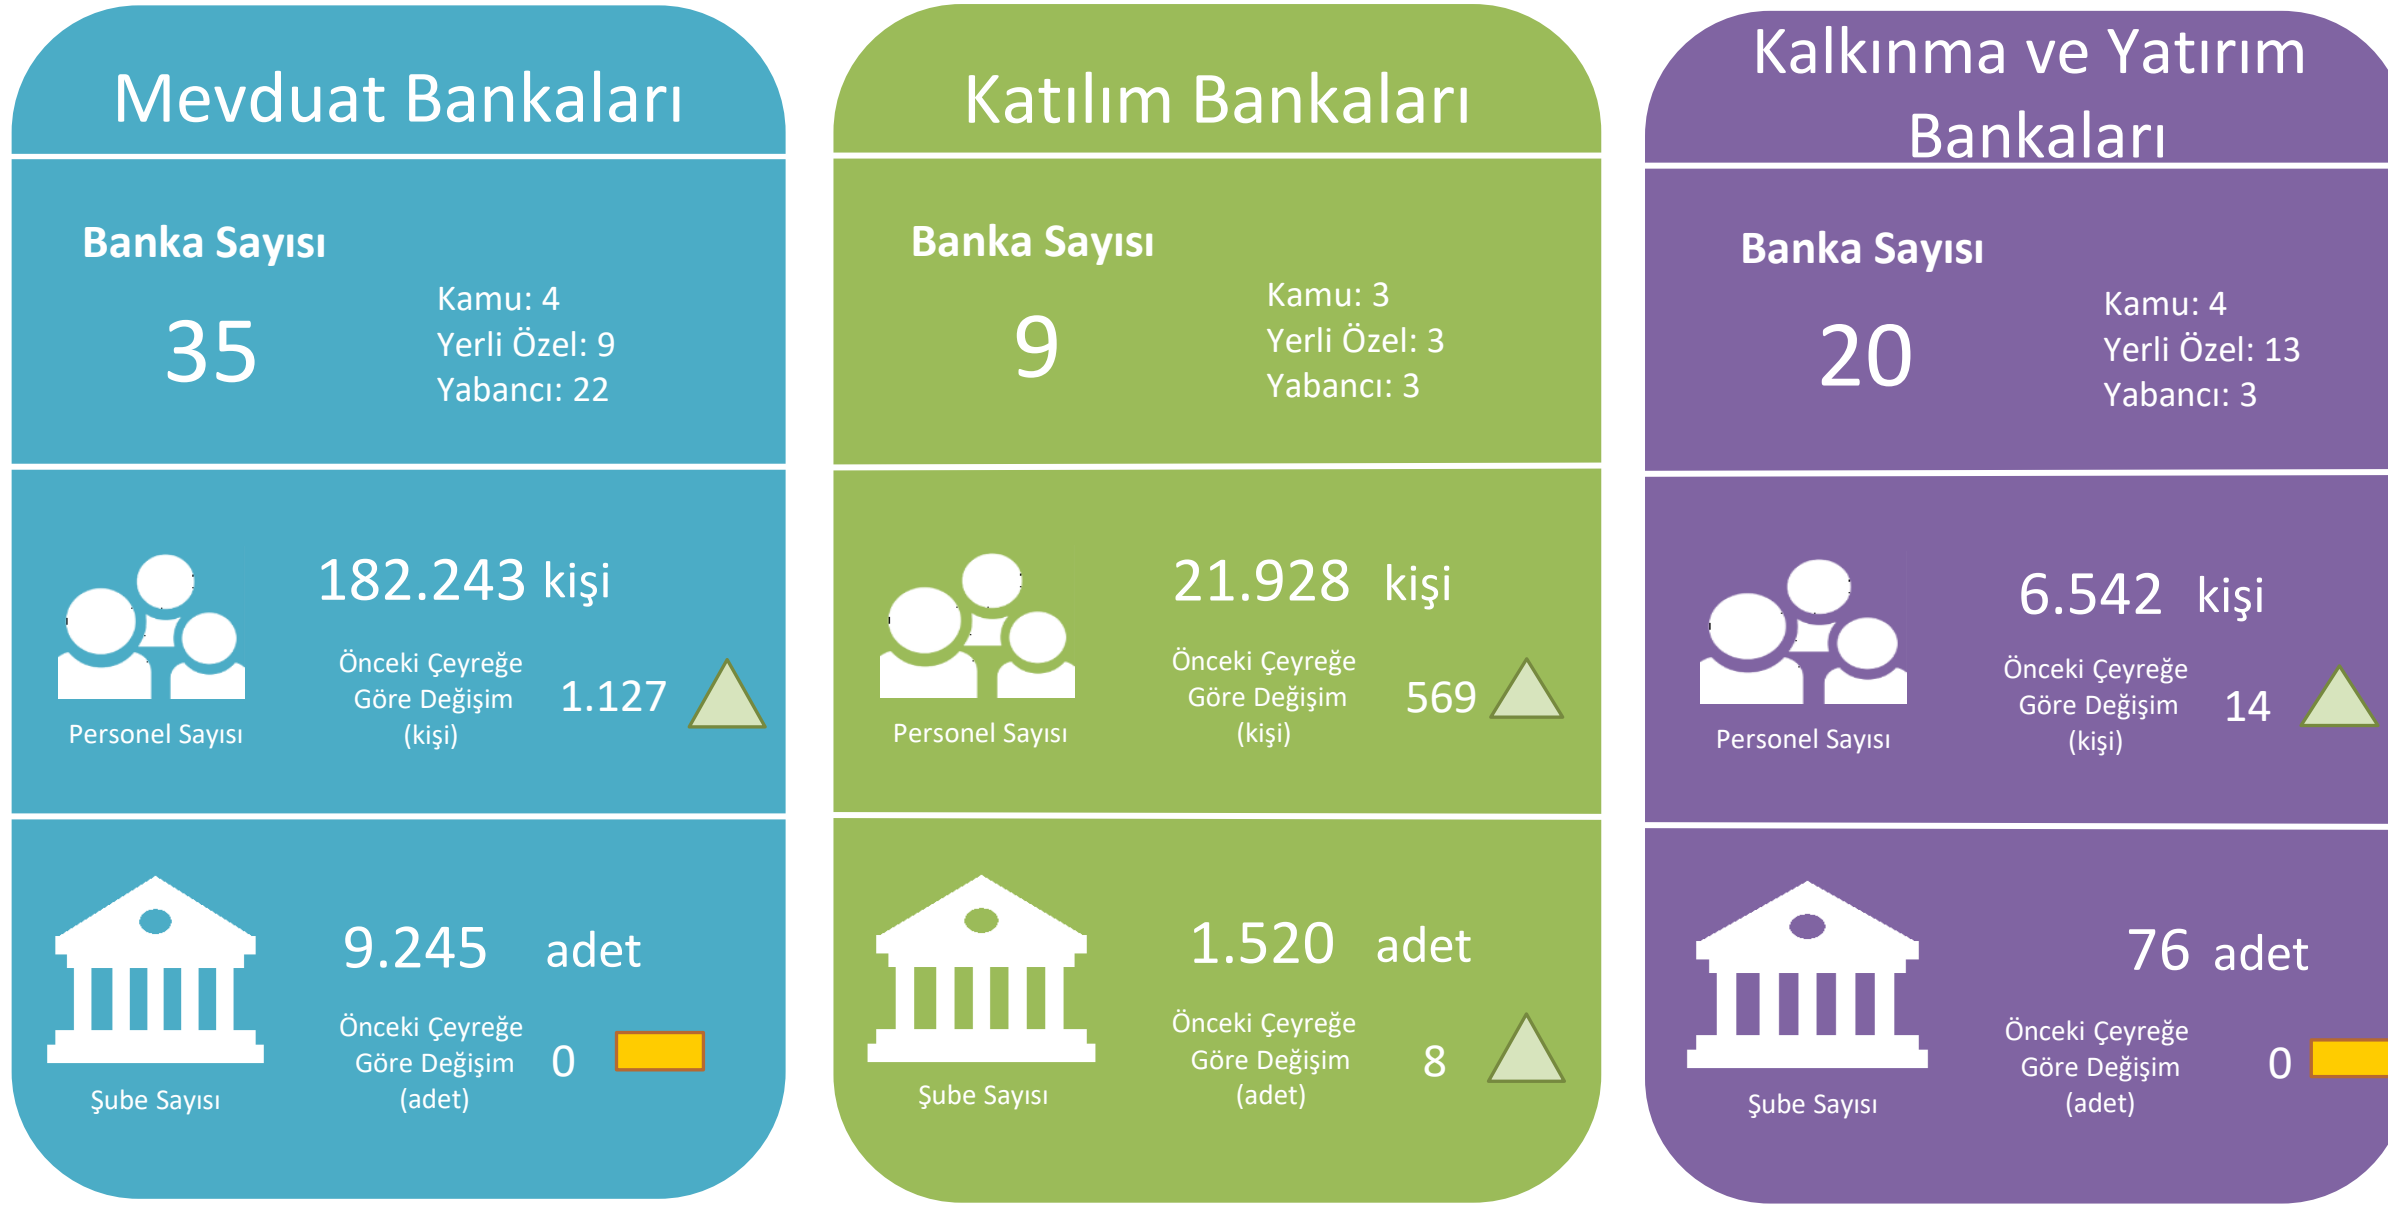 Mevduat Bankaları
Banka Sayısı
35
Kamu: 4
Yerli Özel: 9
Yabancı: 22
182.243 kişi
Önceki Çeyreğe
Göre Değişim
(kişi)
1.127
Personel Sayısı
9.245 adet
Önceki Çeyreğe
Göre Değişim
(adet)
0
Şube Sayısı
Katılım Bankaları
Banka Sayısı
9
Kamu: 3
Yerli Özel: 3
Yabancı: 3
21.928 kişi
Önceki Çeyreğe
Göre Değişim
(kişi)
569
Personel Sayısı
1.520 adet
Önceki Çeyreğe
Göre Değişim
(adet)
8
Şube Sayısı
Kalkınma ve Yatırım
Bankaları
Banka Sayısı
20
Kamu: 4
Yerli Özel: 13
Yabancı: 3
6.542 kişi
Önceki Çeyreğe
Göre Değişim
(kişi)
14
Personel Sayısı
76 adet
Önceki Çeyreğe
Göre Değişim
(adet)
0
Şube Sayısı